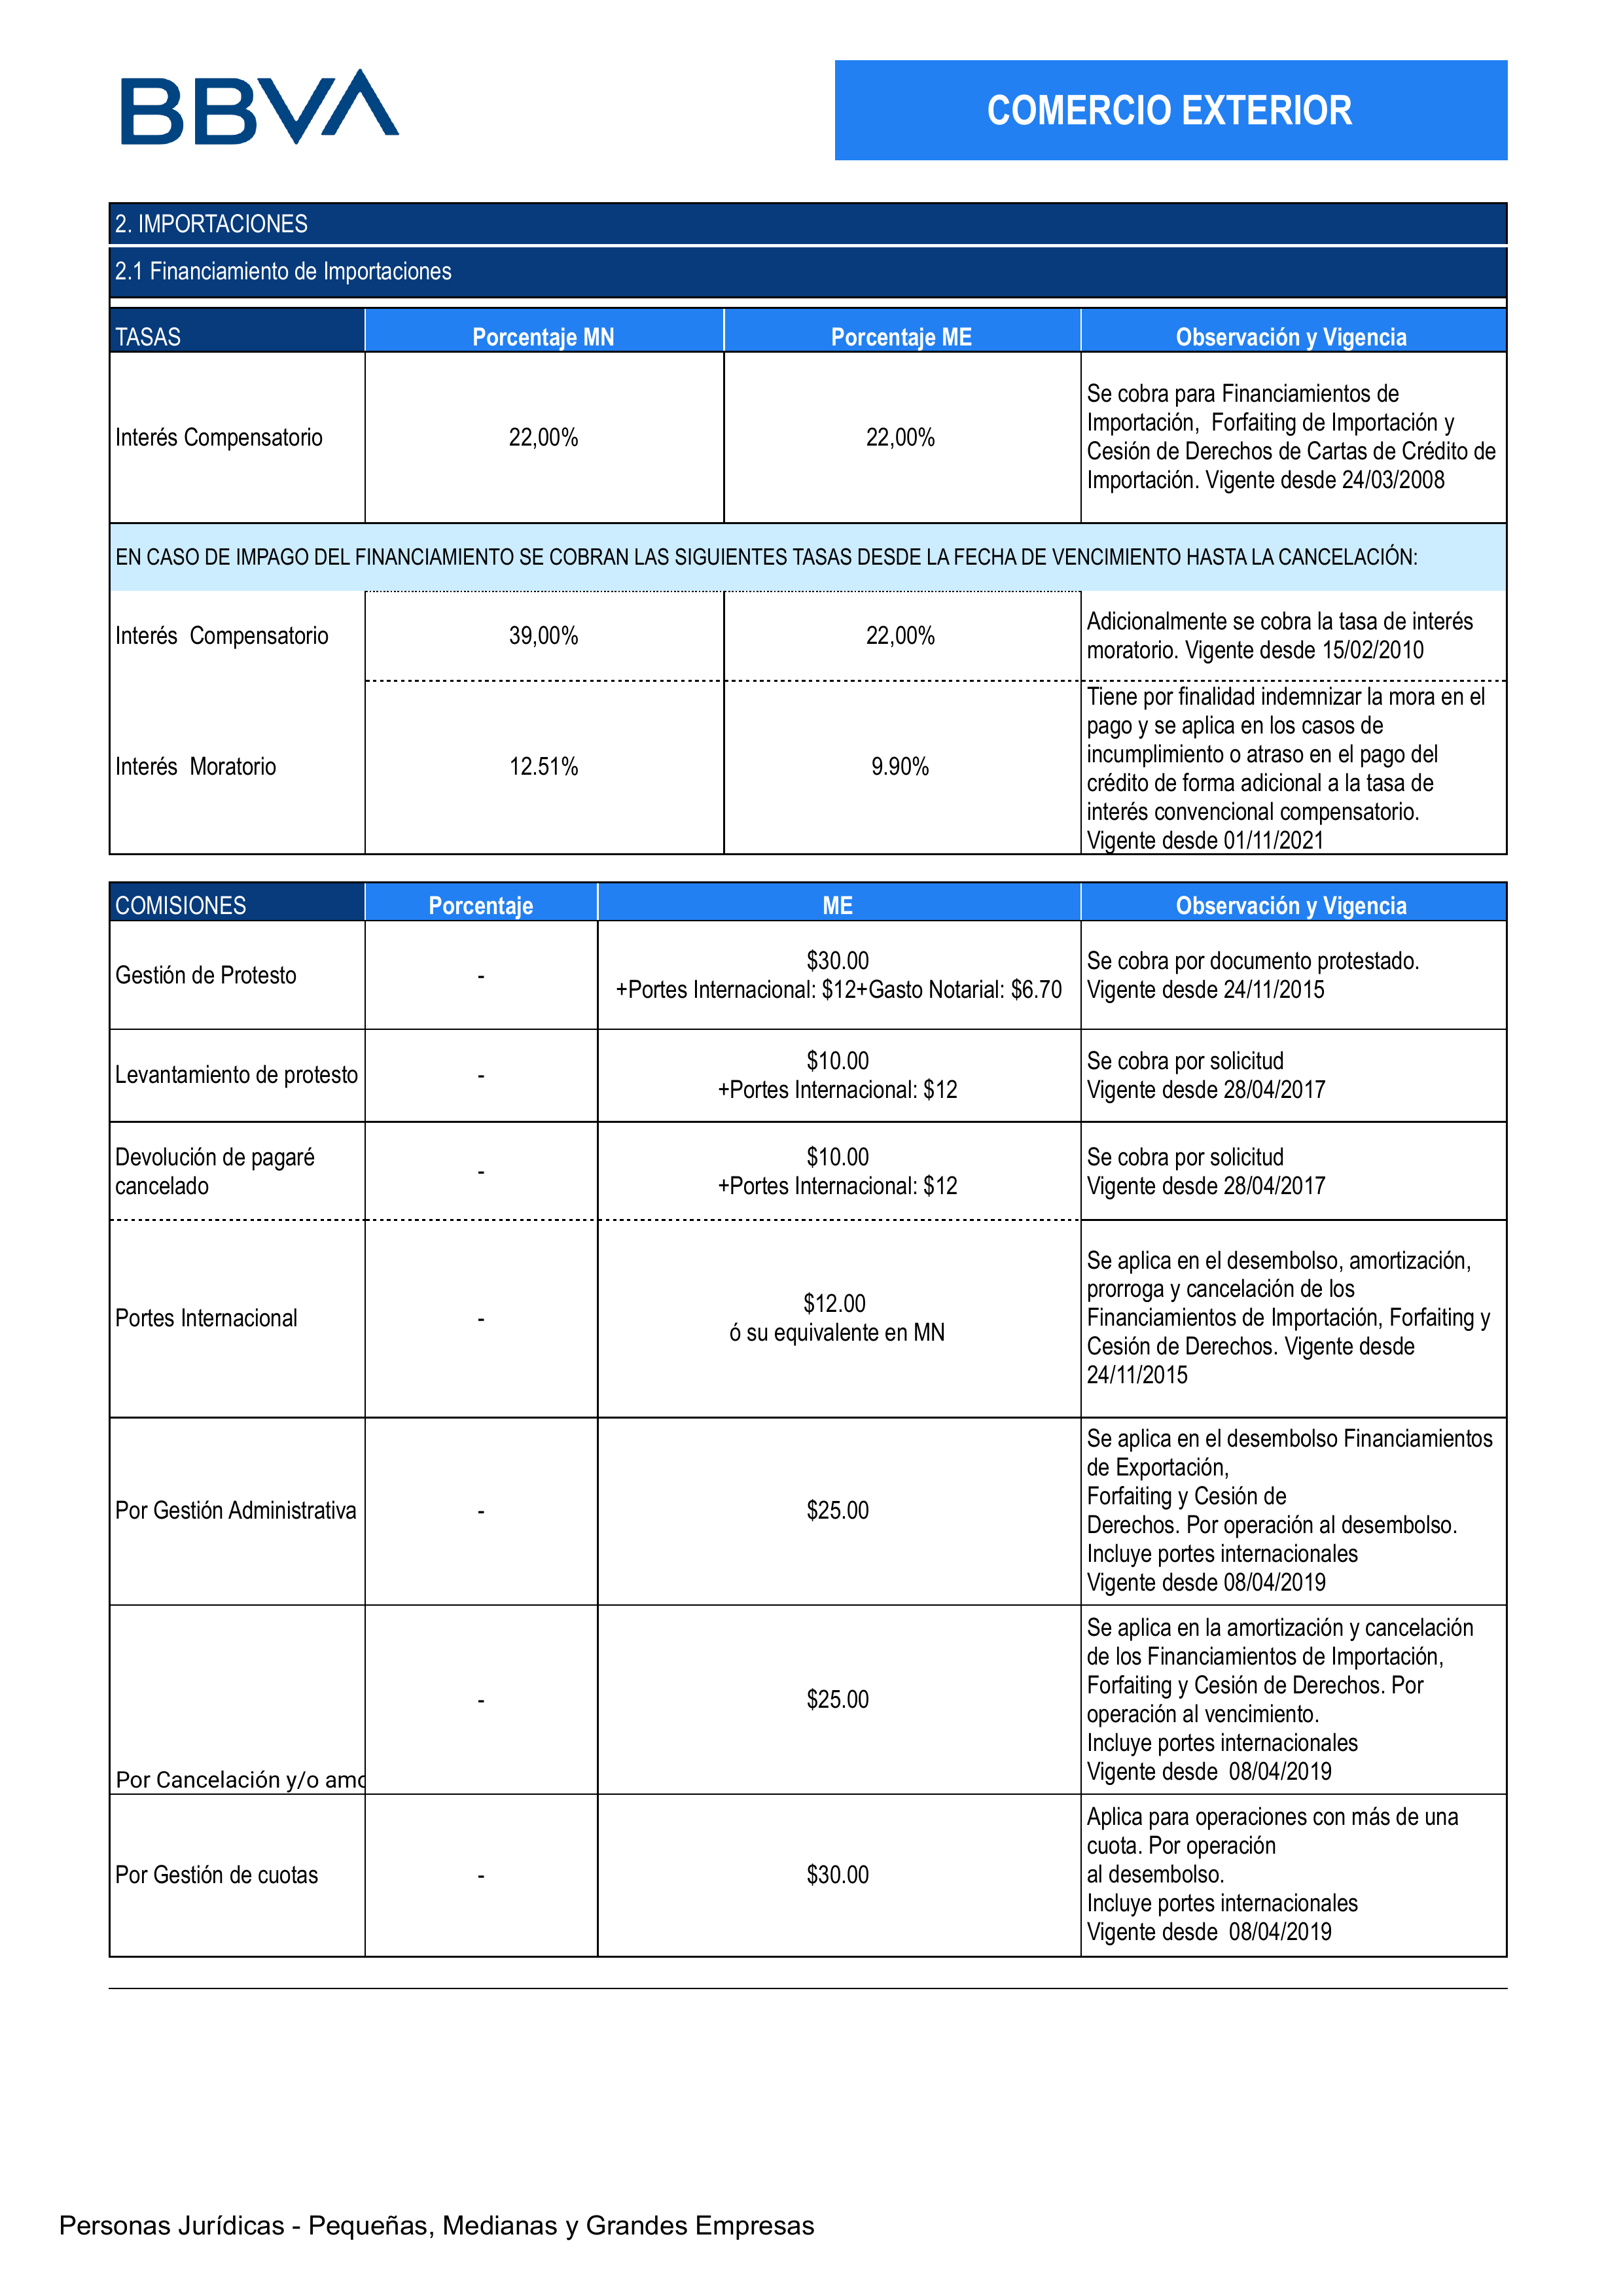 BBVA
COMERCIO EXTERIOR
2. IMPORTACIONES
2.1 Financiamiento de Importaciones
TASAS
Porcentaje MN
Porcentaje ME
Observación y Vigencia
Interés Compensatorio
22,00%
22,00%
Se cobra para Financiamientos de
Importación,  Forfaiting de Importación y
Cesión de Derechos de Cartas de Crédito de
Importación. Vigente desde 24/03/2008
EN CASO DE IMPAGO DEL FINANCIAMIENTO SE COBRAN LAS SIGUIENTES TASAS DESDE LA FECHA DE VENCIMIENTO HASTA LA CANCELACIÓN:
Interés  Compensatorio
39,00%
22,00%
Adicionalmente se cobra la tasa de interés
moratorio. Vigente desde 15/02/2010
Interés  Moratorio
12.51%
9.90%
Tiene por finalidad indemnizar la mora en el
pago y se aplica en los casos de
incumplimiento o atraso en el pago del
crédito de forma adicional a la tasa de
interés convencional compensatorio.
Vigente desde 01/11/2021
COMISIONES
Porcentaje
ME
Observación y Vigencia
Gestión de Protesto
-
$30.00
+Portes Internacional: $12+Gasto Notarial: $6.70
Se cobra por documento protestado.
Vigente desde 24/11/2015
Levantamiento de protesto
-
$10.00
+Portes Internacional: $12
Se cobra por solicitud
Vigente desde 28/04/2017
Devolución de pagaré
cancelado
-
$10.00
+Portes Internacional: $12
Se cobra por solicitud
Vigente desde 28/04/2017
Portes Internacional
-
$12.00
ó su equivalente en MN
Se aplica en el desembolso, amortización,
prorroga y cancelación de los
Financiamientos de Importación, Forfaiting y
Cesión de Derechos. Vigente desde
24/11/2015
Por Gestión Administrativa
-
$25.00
Se aplica en el desembolso Financiamientos
de Exportación,
Forfaiting y Cesión de
Derechos. Por operación al desembolso.
Incluye portes internacionales
Vigente desde 08/04/2019
Por Cancelación y/o amo
-
$25.00
Se aplica en la amortización y cancelación
de los Financiamientos de Importación,
Forfaiting y Cesión de Derechos. Por
operación al vencimiento.
Incluye portes internacionales
Vigente desde  08/04/2019
Por Gestión de cuotas
-
$30.00
Aplica para operaciones con más de una
cuota. Por operación
al desembolso.
Incluye portes internacionales
Vigente desde  08/04/2019
Personas Jurídicas - Pequeñas, Medianas y Grandes Empresas